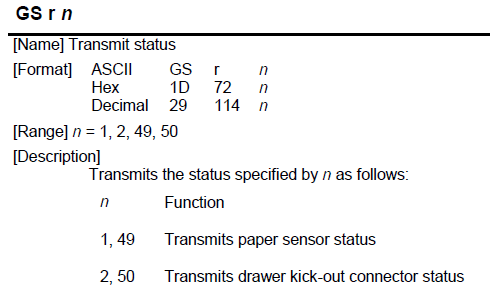 GS r n
[Name] Transmit status
[Format] ASCII GS r n
Hex 1D 72 n
Decimal 29 114 n
[Range] n = 1, 2, 49, 50
[Description]
Transmits the status specified by n as follows:
n Function
1, 49 Transmits paper sensor status
2, 50 Transmits drawer kick-out connector status